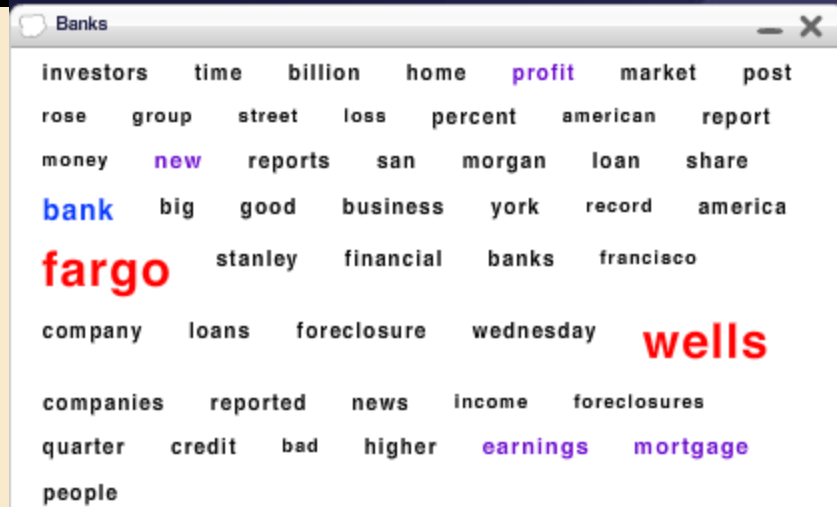 Banks
investors time billion home profit market post
rose group street loss percent american report
money new reports san morgan loan share
bank big good business york record america
fargo stanley financial banks francisco
company loans foreclosure wednesday wells
companies reported news income foreclosures
quarter credit bad higher earnings mortgage
people